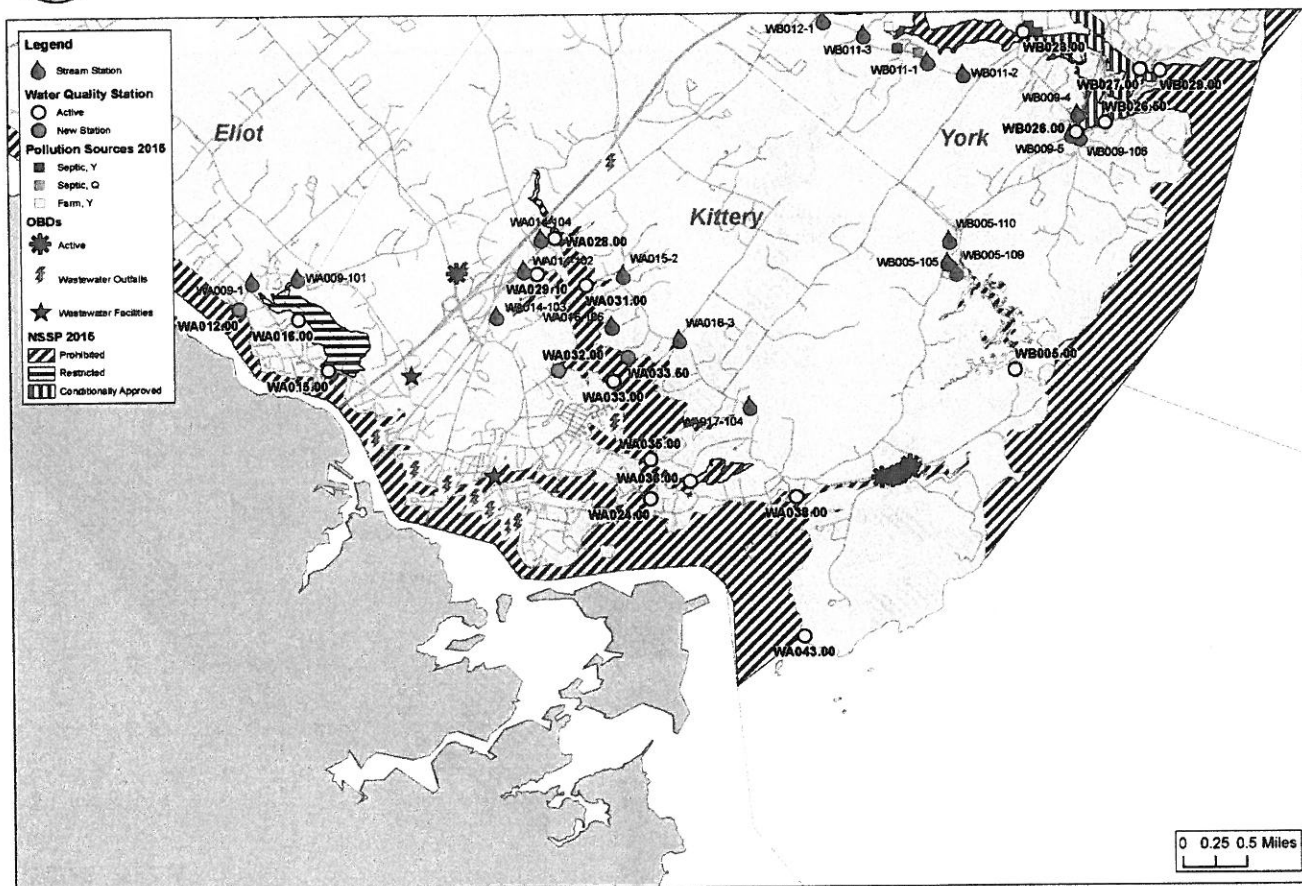 Legend
Stream Station
Water Quality Station
Active
New Station
Pollution Sources 2015
Septic, Y
Septic, Q
Farm, Y
OBDs
Active
Wastewater Outfalls
Wastewater Facilities
NSSP 2016
Prohibited
Restricted
Conditionally Approved
Eliot
York
Kittery
WB012-1
WB011-3
WB011-1
WB011-2
WB028.00
WB027.00
WB029.00
WB026.50
WB009-4
WB026.00
WB009-5
WB009-106
WB005-110
WB005-105
WB005-109
WB005.00
WA014-104
WA028.00
WA029.10
WA015-2
WA031.00
WA009-1
WA009-101
WA012.00
WA016.00
WA015.00
WA018-3
WA032.00
WA033.50
WA033.00
WA035.00
WA036.00
WA024.00
WA038.00
WA043.00
0 0.25 0.5 Miles